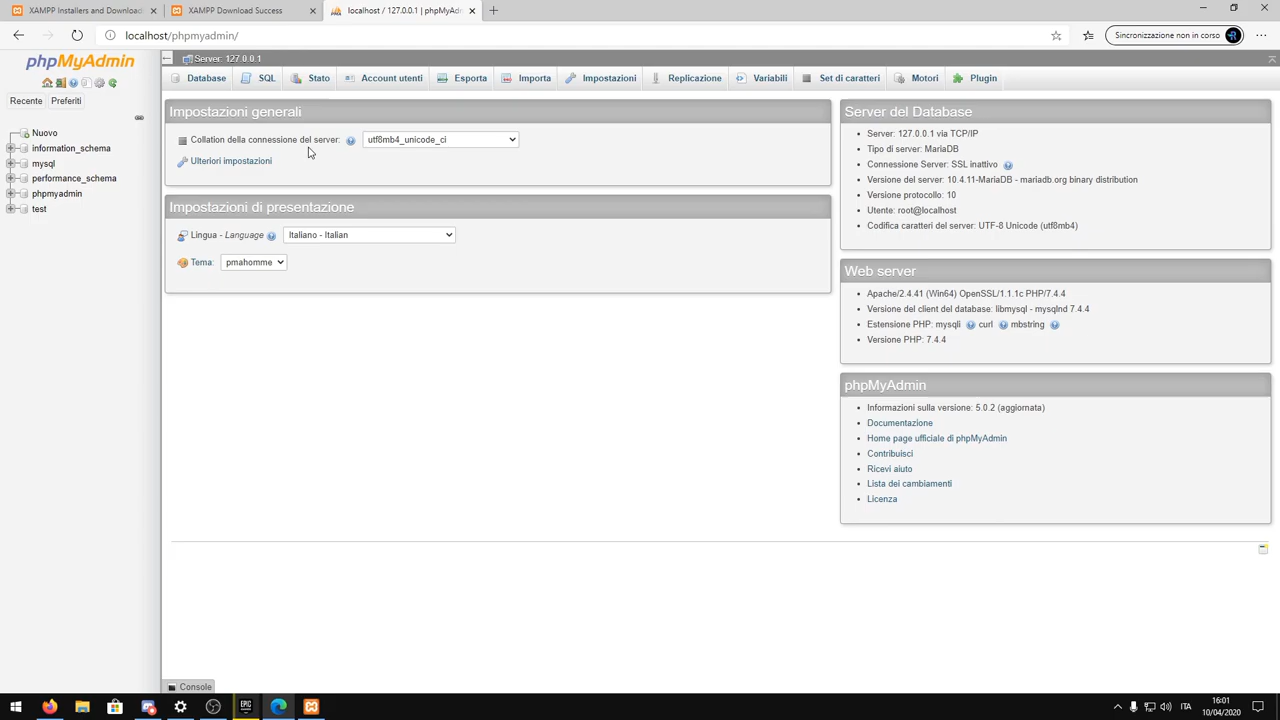 XAMPP Installers and Download
XAMPP Download Success
localhost / 127.0.0.1 | phpMyAd
localhost/phpmyadmin/
Sincronizzazione non in corso
phpMyAdmin
Recente
Preferiti
Nuovo
information_schema
mysql
performance_schema
phpmyadmin
test
Server: 127.0.0.1
Database
SQL
Stato
Account utenti
Esporta
Importa
Impostazioni
Replicazione
Variabili
Set di caratteri
Motori
Plugin
Impostazioni generali
Collation della connessione del server:
utf8mb4_unicode_ci
Ulteriori impostazioni
Impostazioni di presentazione
Lingua - Language
Italiano - Italian
Tema:
pmahomme
Server del Database
Server: 127.0.0.1 via TCP/IP
Tipo di server: MariaDB
Connessione Server: SSL inattivo
Versione del server: 10.4.11-MariaDB - mariadb.org binary distribution
Versione protocollo: 10
Utente: root@localhost
Codifica caratteri del server: UTF-8 Unicode (utf8mb4)
Web server
Apache/2.4.41 (Win64) OpenSSL/1.1.1c PHP/7.4.4
Versione del client del database: libmysql - mysqlnd 7.4.4
Estensione PHP: mysqli curl mbstring
Versione PHP: 7.4.4
phpMyAdmin
Informazioni sulla versione: 5.0.2 (aggiornata)
Documentazione
Home page ufficiale di phpMyAdmin
Contribuisci
Ricevi aiuto
Lista dei cambiamenti
Licenza
Console
EPIC
ITA
16:01
10/04/2020